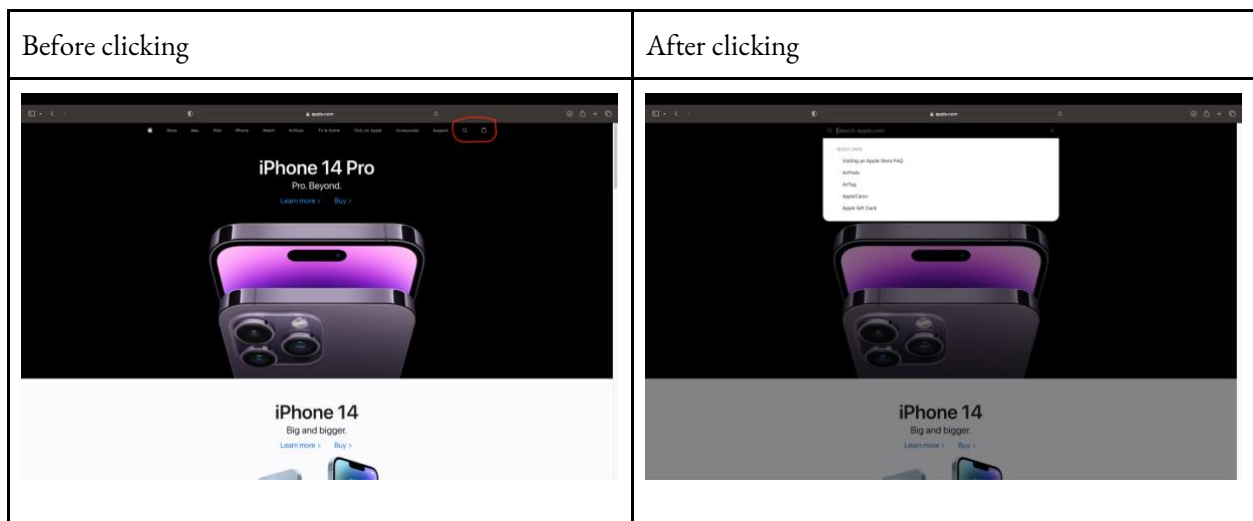 Before clicking
After clicking
apple.com
Store Mac iPad iPhone Watch AirPods TV & Home Only on Apple Accessories Support
iPhone 14 Pro
Pro. Beyond.
Learn more > Buy >
iPhone 14
Big and bigger.
Learn more > Buy >
apple.com
Search apple.com
QUICK LINKS
Visiting an Apple Store FAQ
AirPods
AirTag
AppleCare+
Apple Gift Card
iPhone 14
Big and bigger.
Learn more > Buy >